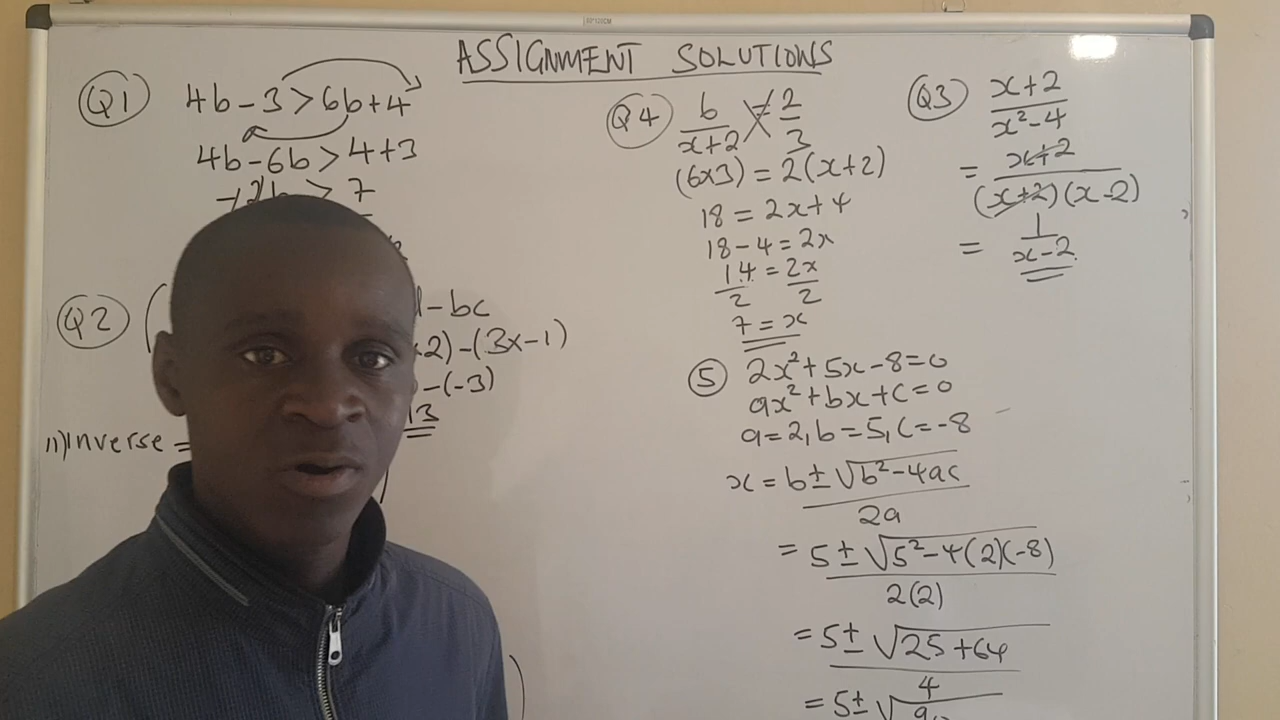 ASSIGNMENT SOLUTIONS
Q1 4b-3>6b+4
4b-6b>4+3
> 7
Q2 ( -bc
2)-(3x-1)
-(-3)
13
ii) Inverse =
Q4 6/(x+2) = 2/3
(6x3) = 2(x+2)
18 = 2x+4
18-4=2x
14/2 = 2x/2
7 = x
Q3 (x+2)/(x²-4)
= (x+2)/((x+2)(x-2))
= 1/(x-2)
5 2x²+5x-8=0
ax²+bx+c=0
a=2, b=5, c=-8
x = (b±√(b²-4ac))/2a
= (5±√(5²-4(2)(-8)))/2(2)
= (5±√(25+64))/4
= 5±√